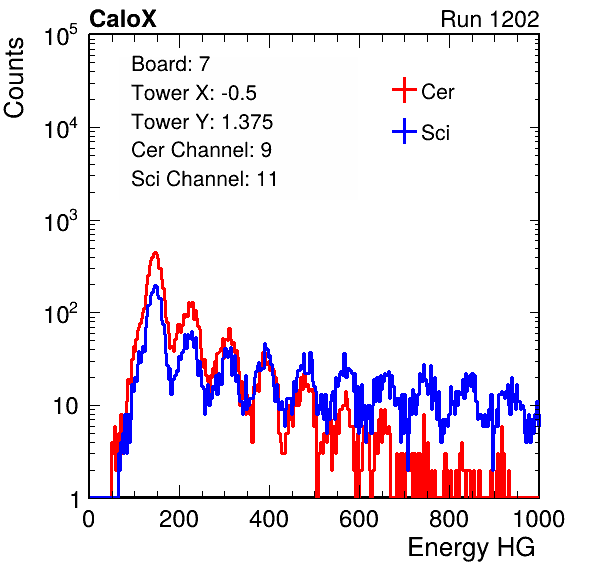 CaloX Run 1202
Counts
Board: 7
Tower X: -0.5
Tower Y: 1.375
Cer Channel: 9
Sci Channel: 11
Cer
Sci
10^5
10^4
10^3
10^2
10
1
0 200 400 600 800 1000
Energy HG